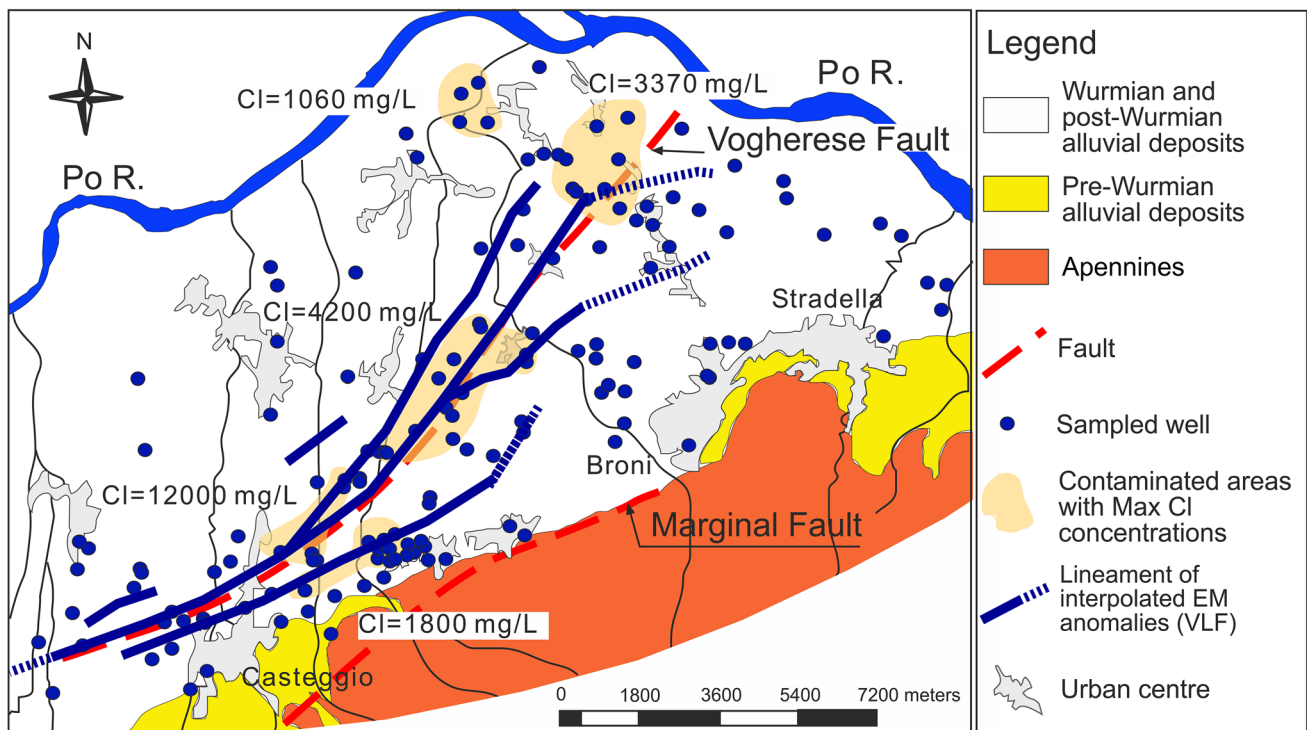 N
Cl=1060 mg/L
Cl=3370 mg/L
Po R.
Vogherese Fault
Po R.
Cl=4200 mg/L
Stradella
Broni
Cl=12000 mg/L
Marginal Fault
Cl=1800 mg/L
Casteggio
0 1800 3600 5400 7200 meters
Legend
Wurmian and
post-Wurmian
alluvial deposits
Pre-Wurmian
alluvial deposits
Apennines
Fault
Sampled well
Contaminated areas
with Max Cl
concentrations
Lineament of
interpolated EM
anomalies (VLF)
Urban centre